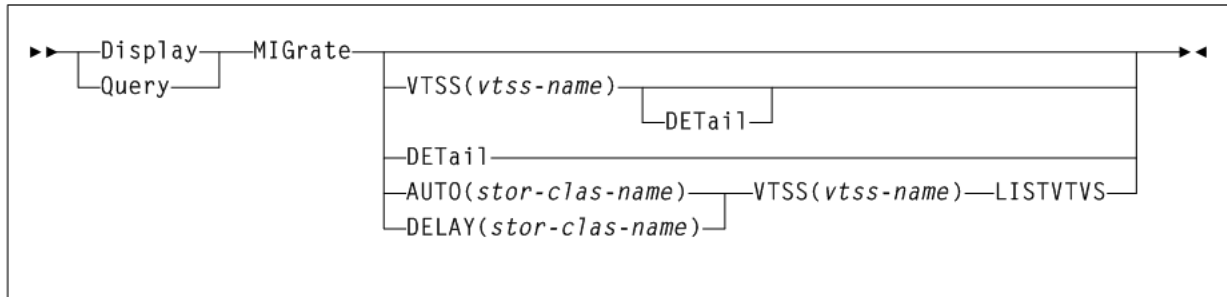 Display MIGrate
Query VTSS(vtss-name)
DETail
DETail
AUTO(stor-clas-name) VTSS(vtss-name) LISTVTVS
DELAY(stor-clas-name)